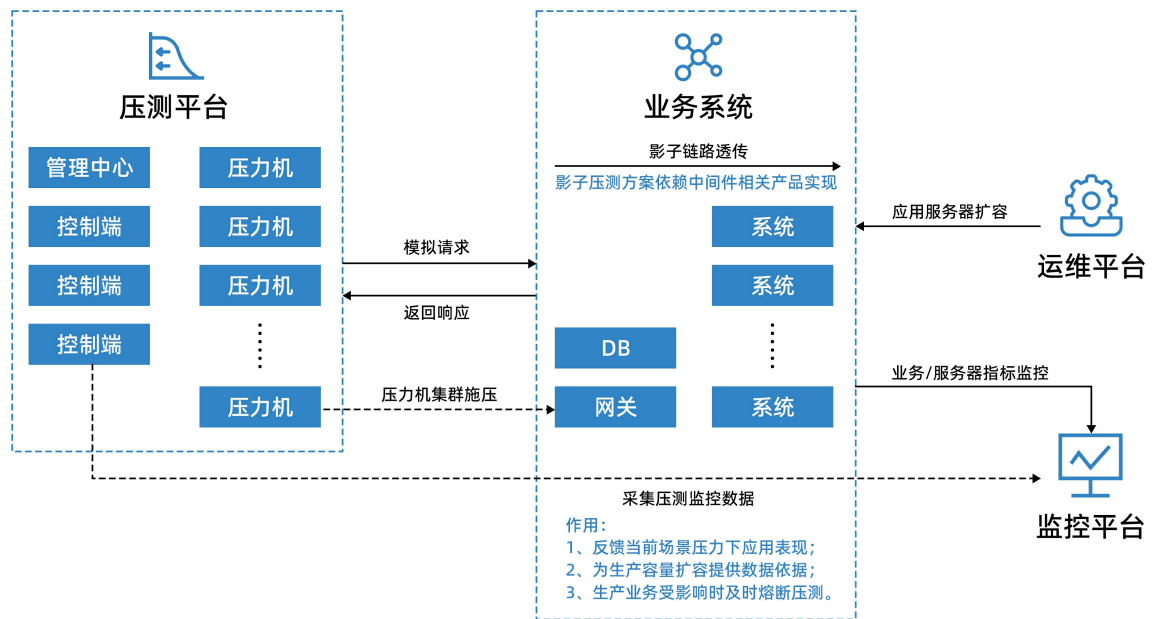 压测平台
管理中心
压力机
控制端
压力机
控制端
压力机
控制端
压力机
模拟请求
返回响应
压力机集群施压
业务系统
影子链路透传
影子压测方案依赖中间件相关产品实现
系统
系统
DB
网关
系统
应用服务器扩容
运维平台
业务/服务器指标监控
监控平台
采集压测监控数据
作用：
1、反馈当前场景压力下应用表现；
2、为生产容量扩容提供数据依据；
3、生产业务受影响时及时熔断压测。